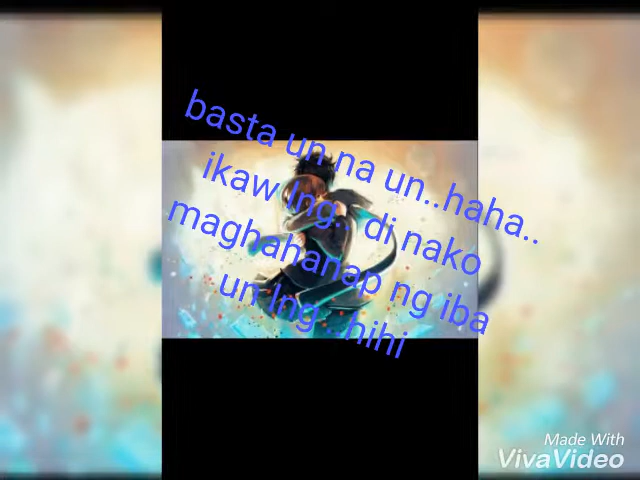 basta un na un..haha..
ikaw lng.. di nako
maghahanap ng iba
un lng...hihi
Made With
VivaVideo